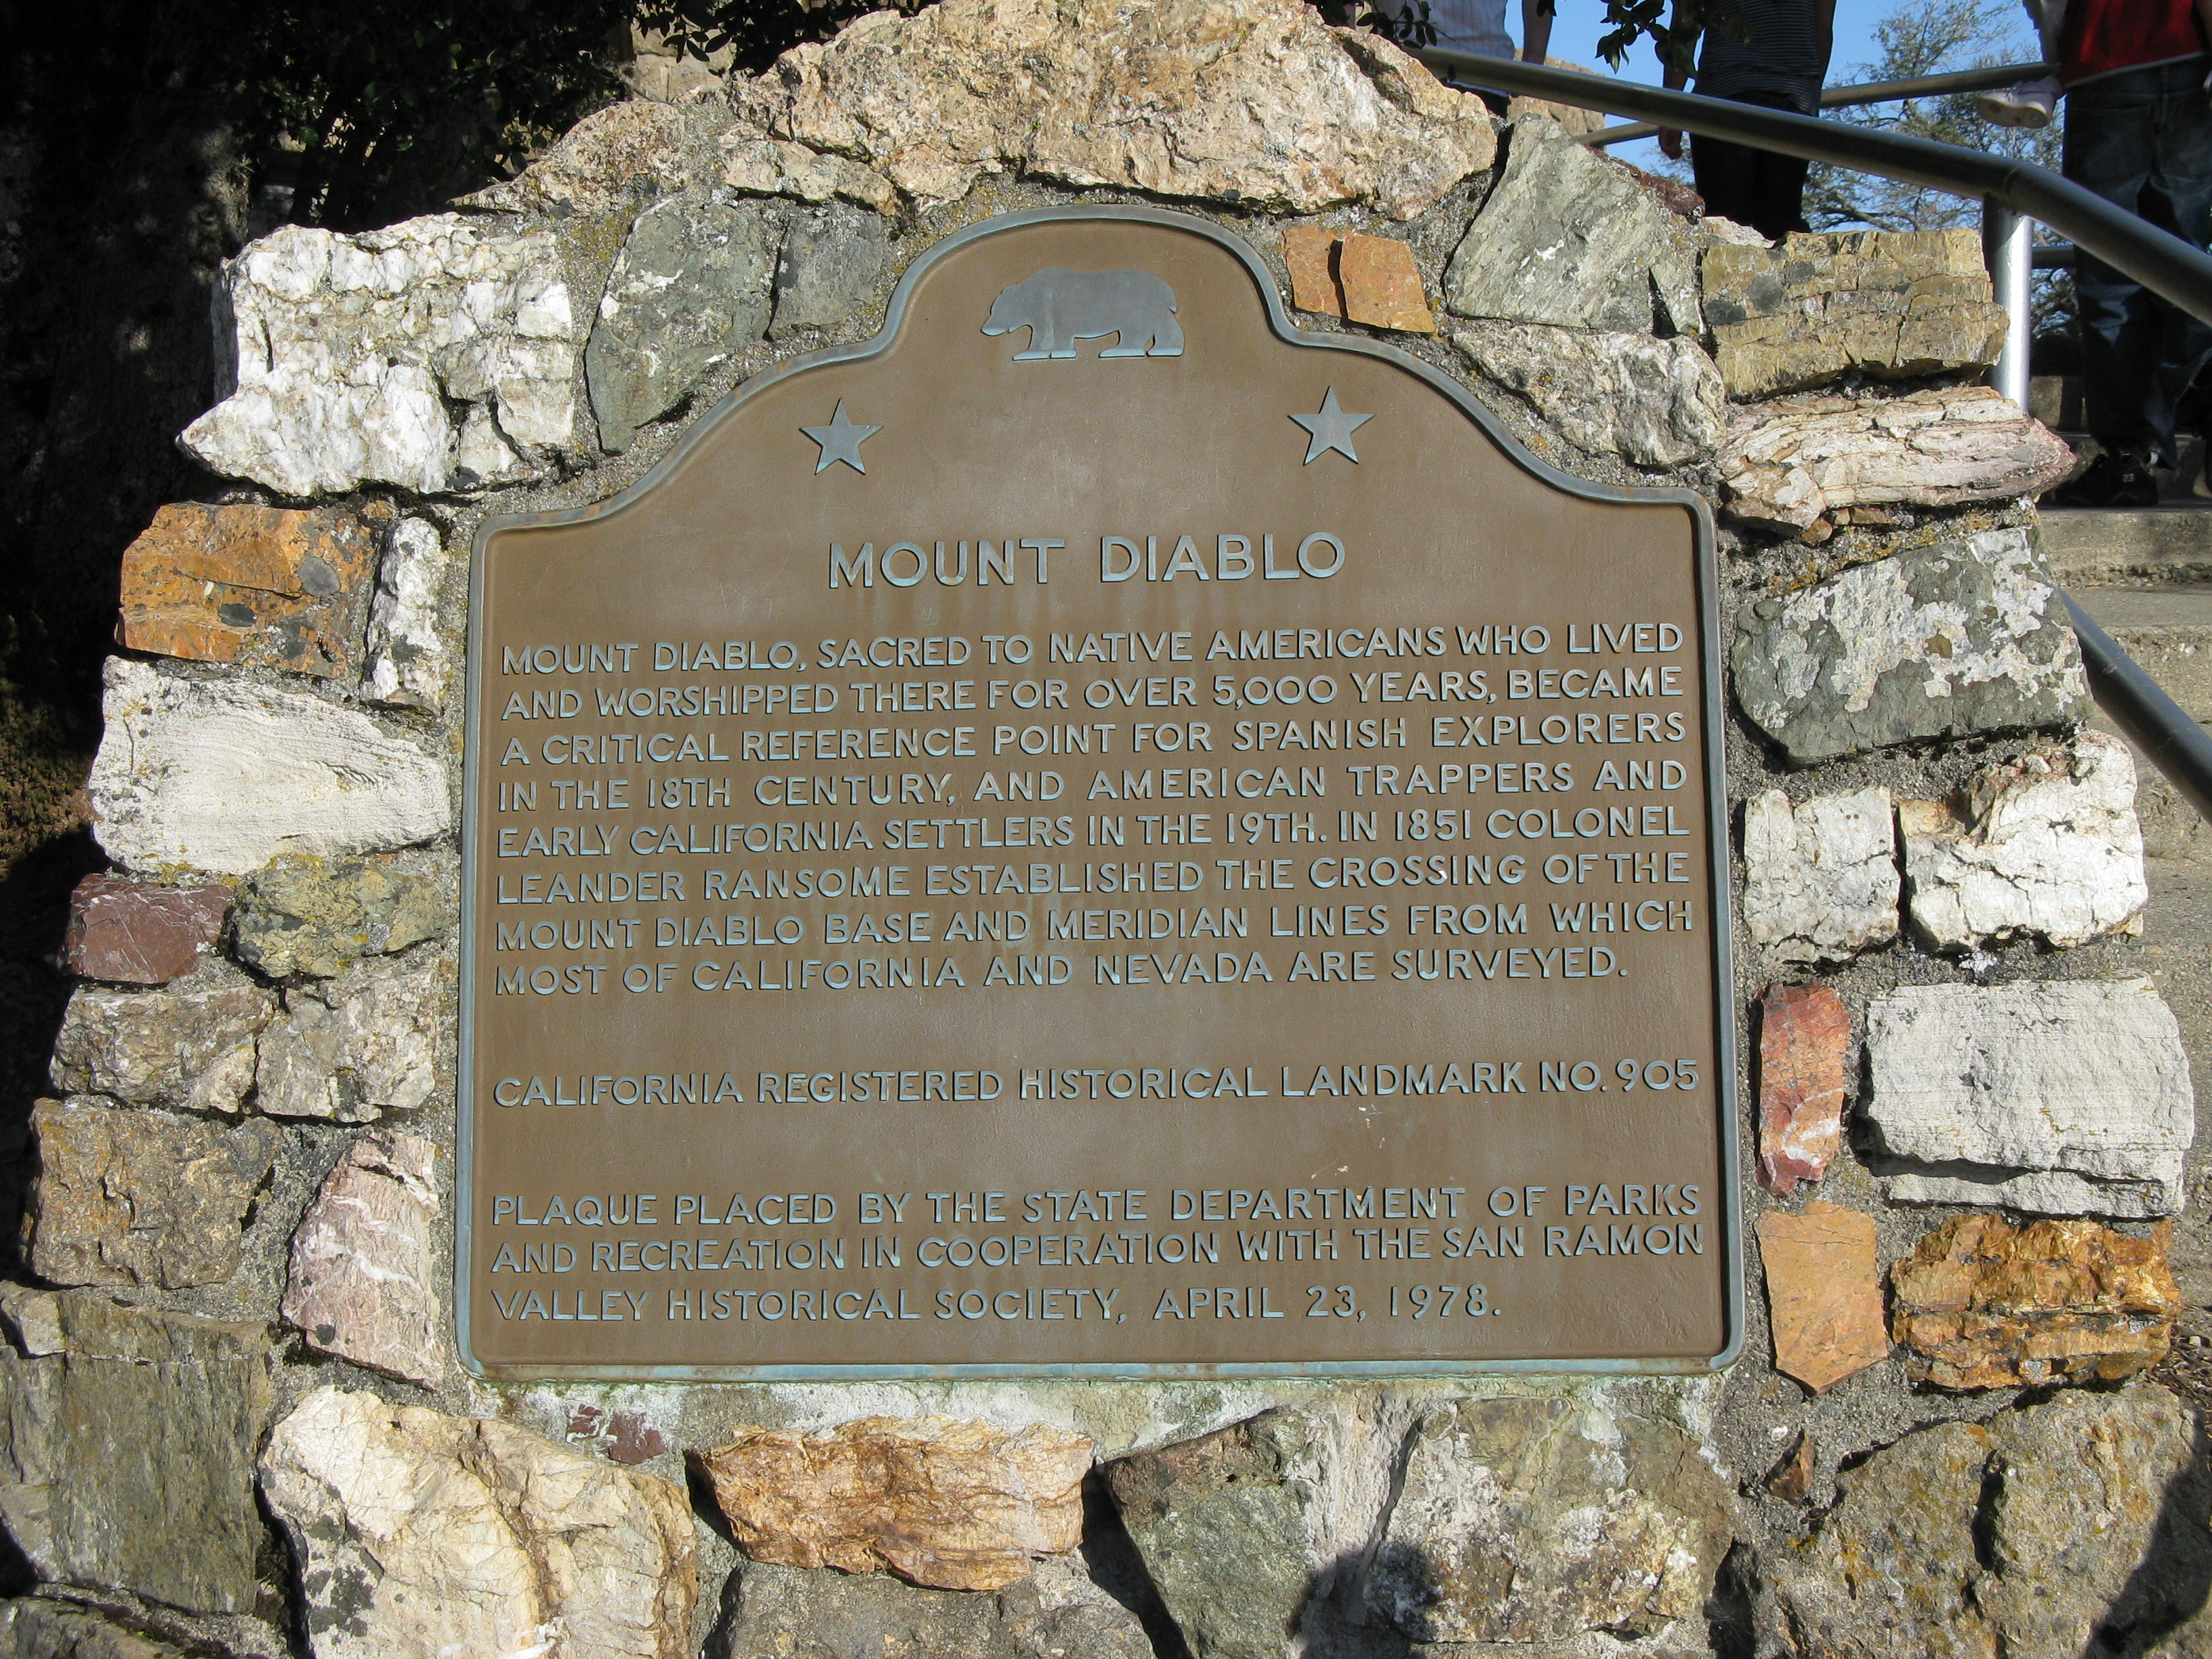 MOUNT DIABLO
MOUNT DIABLO, SACRED TO NATIVE AMERICANS WHO LIVED
AND WORSHIPPED THERE FOR OVER 5,000 YEARS, BECAME
A CRITICAL REFERENCE POINT FOR SPANISH EXPLORERS
IN THE 18TH CENTURY, AND AMERICAN TRAPPERS AND
EARLY CALIFORNIA SETTLERS IN THE 19TH. IN 1851 COLONEL
LEANDER RANSOME ESTABLISHED THE CROSSING OF THE
MOUNT DIABLO BASE AND MERIDIAN LINES FROM WHICH
MOST OF CALIFORNIA AND NEVADA ARE SURVEYED.
CALIFORNIA REGISTERED HISTORICAL LANDMARK NO. 905
PLAQUE PLACED BY THE STATE DEPARTMENT OF PARKS
AND RECREATION IN COOPERATION WITH THE SAN RAMON
VALLEY HISTORICAL SOCIETY, APRIL 23, 1978.
23